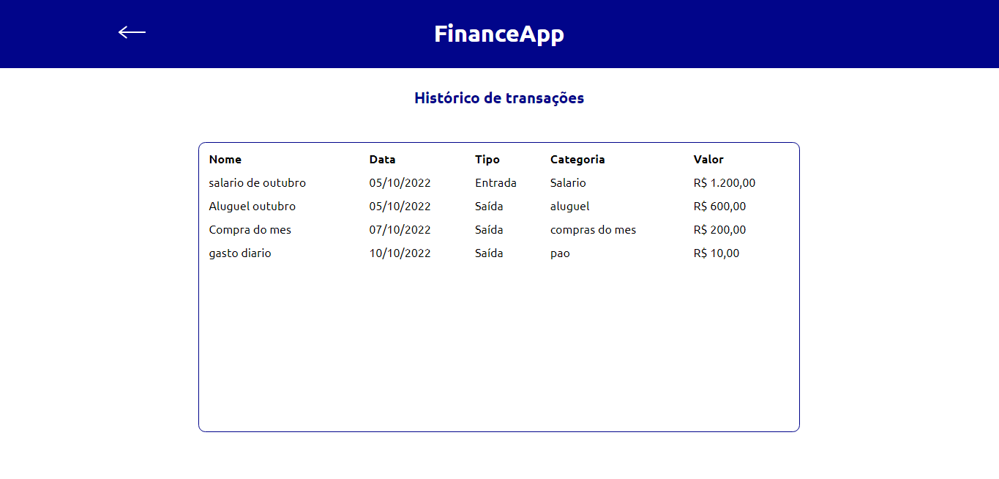 FinanceApp
Histórico de transações
Nome Data Tipo Categoria Valor
salario de outubro 05/10/2022 Entrada Salario R$ 1.200,00
Aluguel outubro 05/10/2022 Saída aluguel R$ 600,00
Compra do mes 07/10/2022 Saída compras do mes R$ 200,00
gasto diario 10/10/2022 Saída pao R$ 10,00